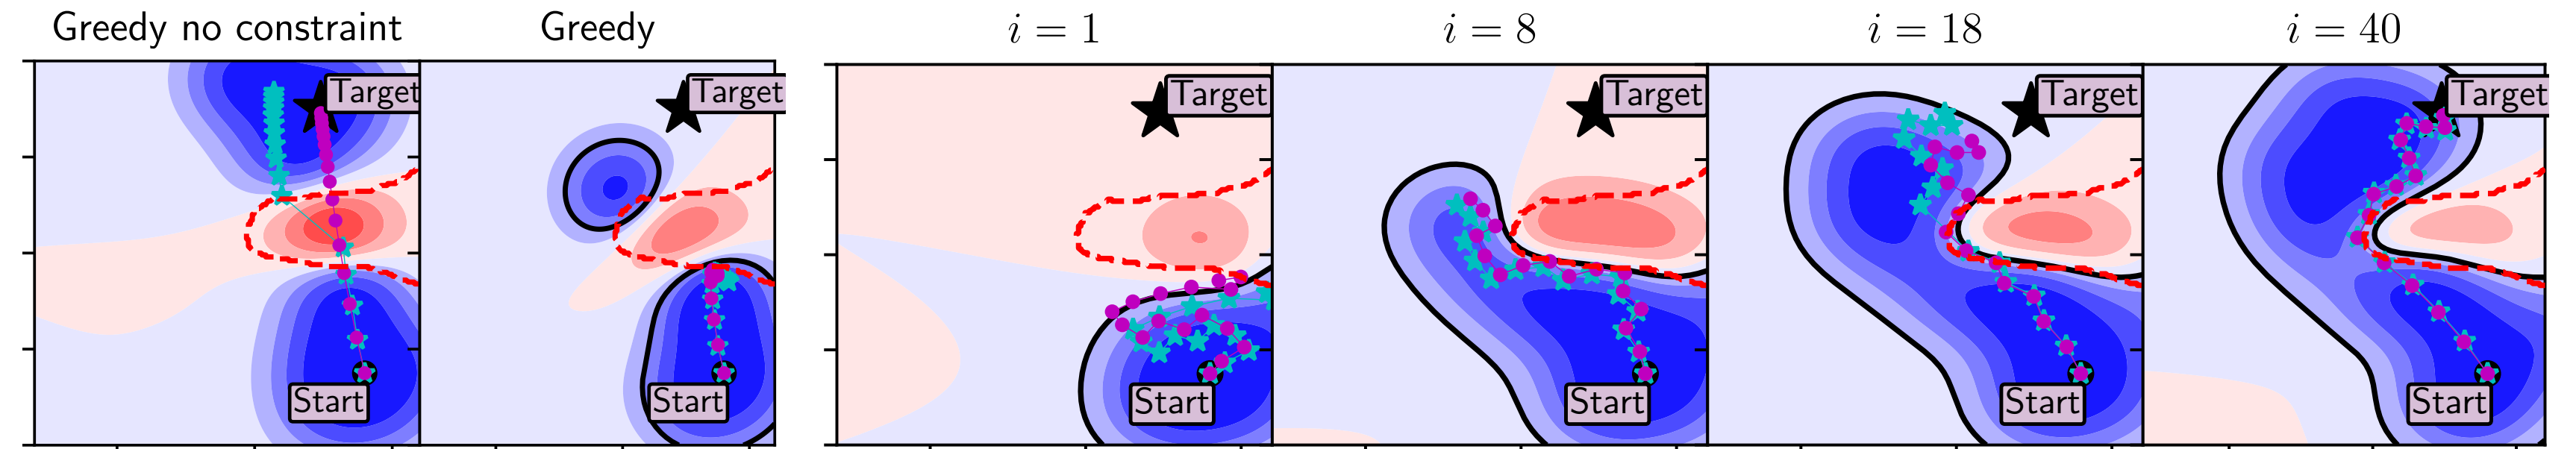 Greedy no constraint
Greedy
i = 1
i = 8
i = 18
i = 40
Target
Target
Target
Target
Target
Target
Start
Start
Start
Start
Start
Start